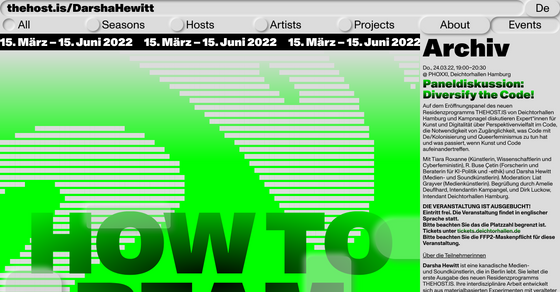 thehost.is/DarshaHewitt
De
All
Seasons
Hosts
Artists
Projects
About
Events
15. März – 15. Juni 2022 15. März – 15. Juni 2022 15. März – 15. Juni 2022
Archiv
Do., 24.03.22, 19:00–20:30
@ PHOXXI, Deichtorhallen Hamburg
Paneldiskussion:
Diversify the Code!
Auf dem Eröffnungspanel des neuen
Residenzprogramms THEHOST.IS von Deichtorhallen
Hamburg und Kampnagel diskutieren Expert*innen für
Kunst und Digitalität über Perspektivenvielfalt im Code,
die Notwendigkeit von Zugänglichkeit, was Code mit
De/Kolonisierung und Queerfeminismus zu tun hat
und was passiert, wenn Kunst und Code
aufeinandertreffen.
Mit Tiara Roxanne (Künstlerin, Wissenschaftlerin und
Cyberfeministin), R. Buse Çetin (Forscherin und
Beraterin für KI-Politik und -ethik) und Darsha Hewitt
(Medien- und Soundkünstlerin). Moderation: Liat
Grayver (Medienkünstlerin). Begrüßung durch Amelie
Deuflhard, Intendantin Kampangel, und Dirk Luckow,
Intendant Deichtorhallen Hamburg.
DIE VERANSTALTUNG IST AUSGEBUCHT!
Eintritt frei. Die Veranstaltung findet in englischer
Sprache statt.
Bitte beachten Sie das die Platzzahl begrenzt ist.
Tickets unter tickets.deichtorhallen.de
Bitte beachten Sie die FFP2-Maskenpflicht für diese
Veranstaltung.
Über die Teilnehmerinnen
Darsha Hewitt ist eine kanadische Medien-
und Soundkünstlerin, die in Berlin lebt. Sie leitet die
erste Ausgabe des neuen Residenzprogramms
THEHOST.IS. Ihre interdisziplinäre Arbeit entwickelt
sich aus materialbasierten Experimenten mit veralteter
HOW TO
BEAM